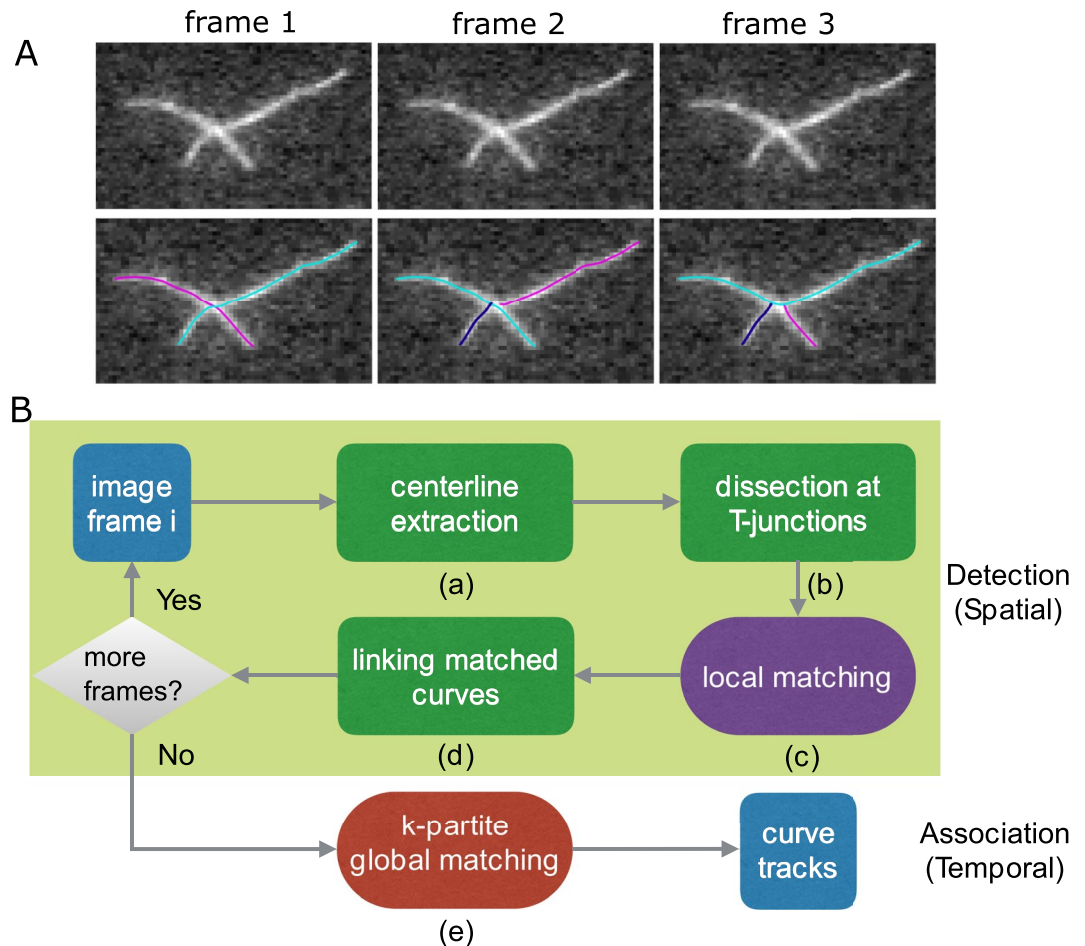 frame 1
frame 2
frame 3
A
B
image
frame i
centerline
extraction
dissection at
T-junctions
(a)
(b)
Detection
(Spatial)
Yes
more
frames?
linking matched
curves
local matching
No
(d)
(c)
k-partite
global matching
curve
tracks
Association
(Temporal)
(e)